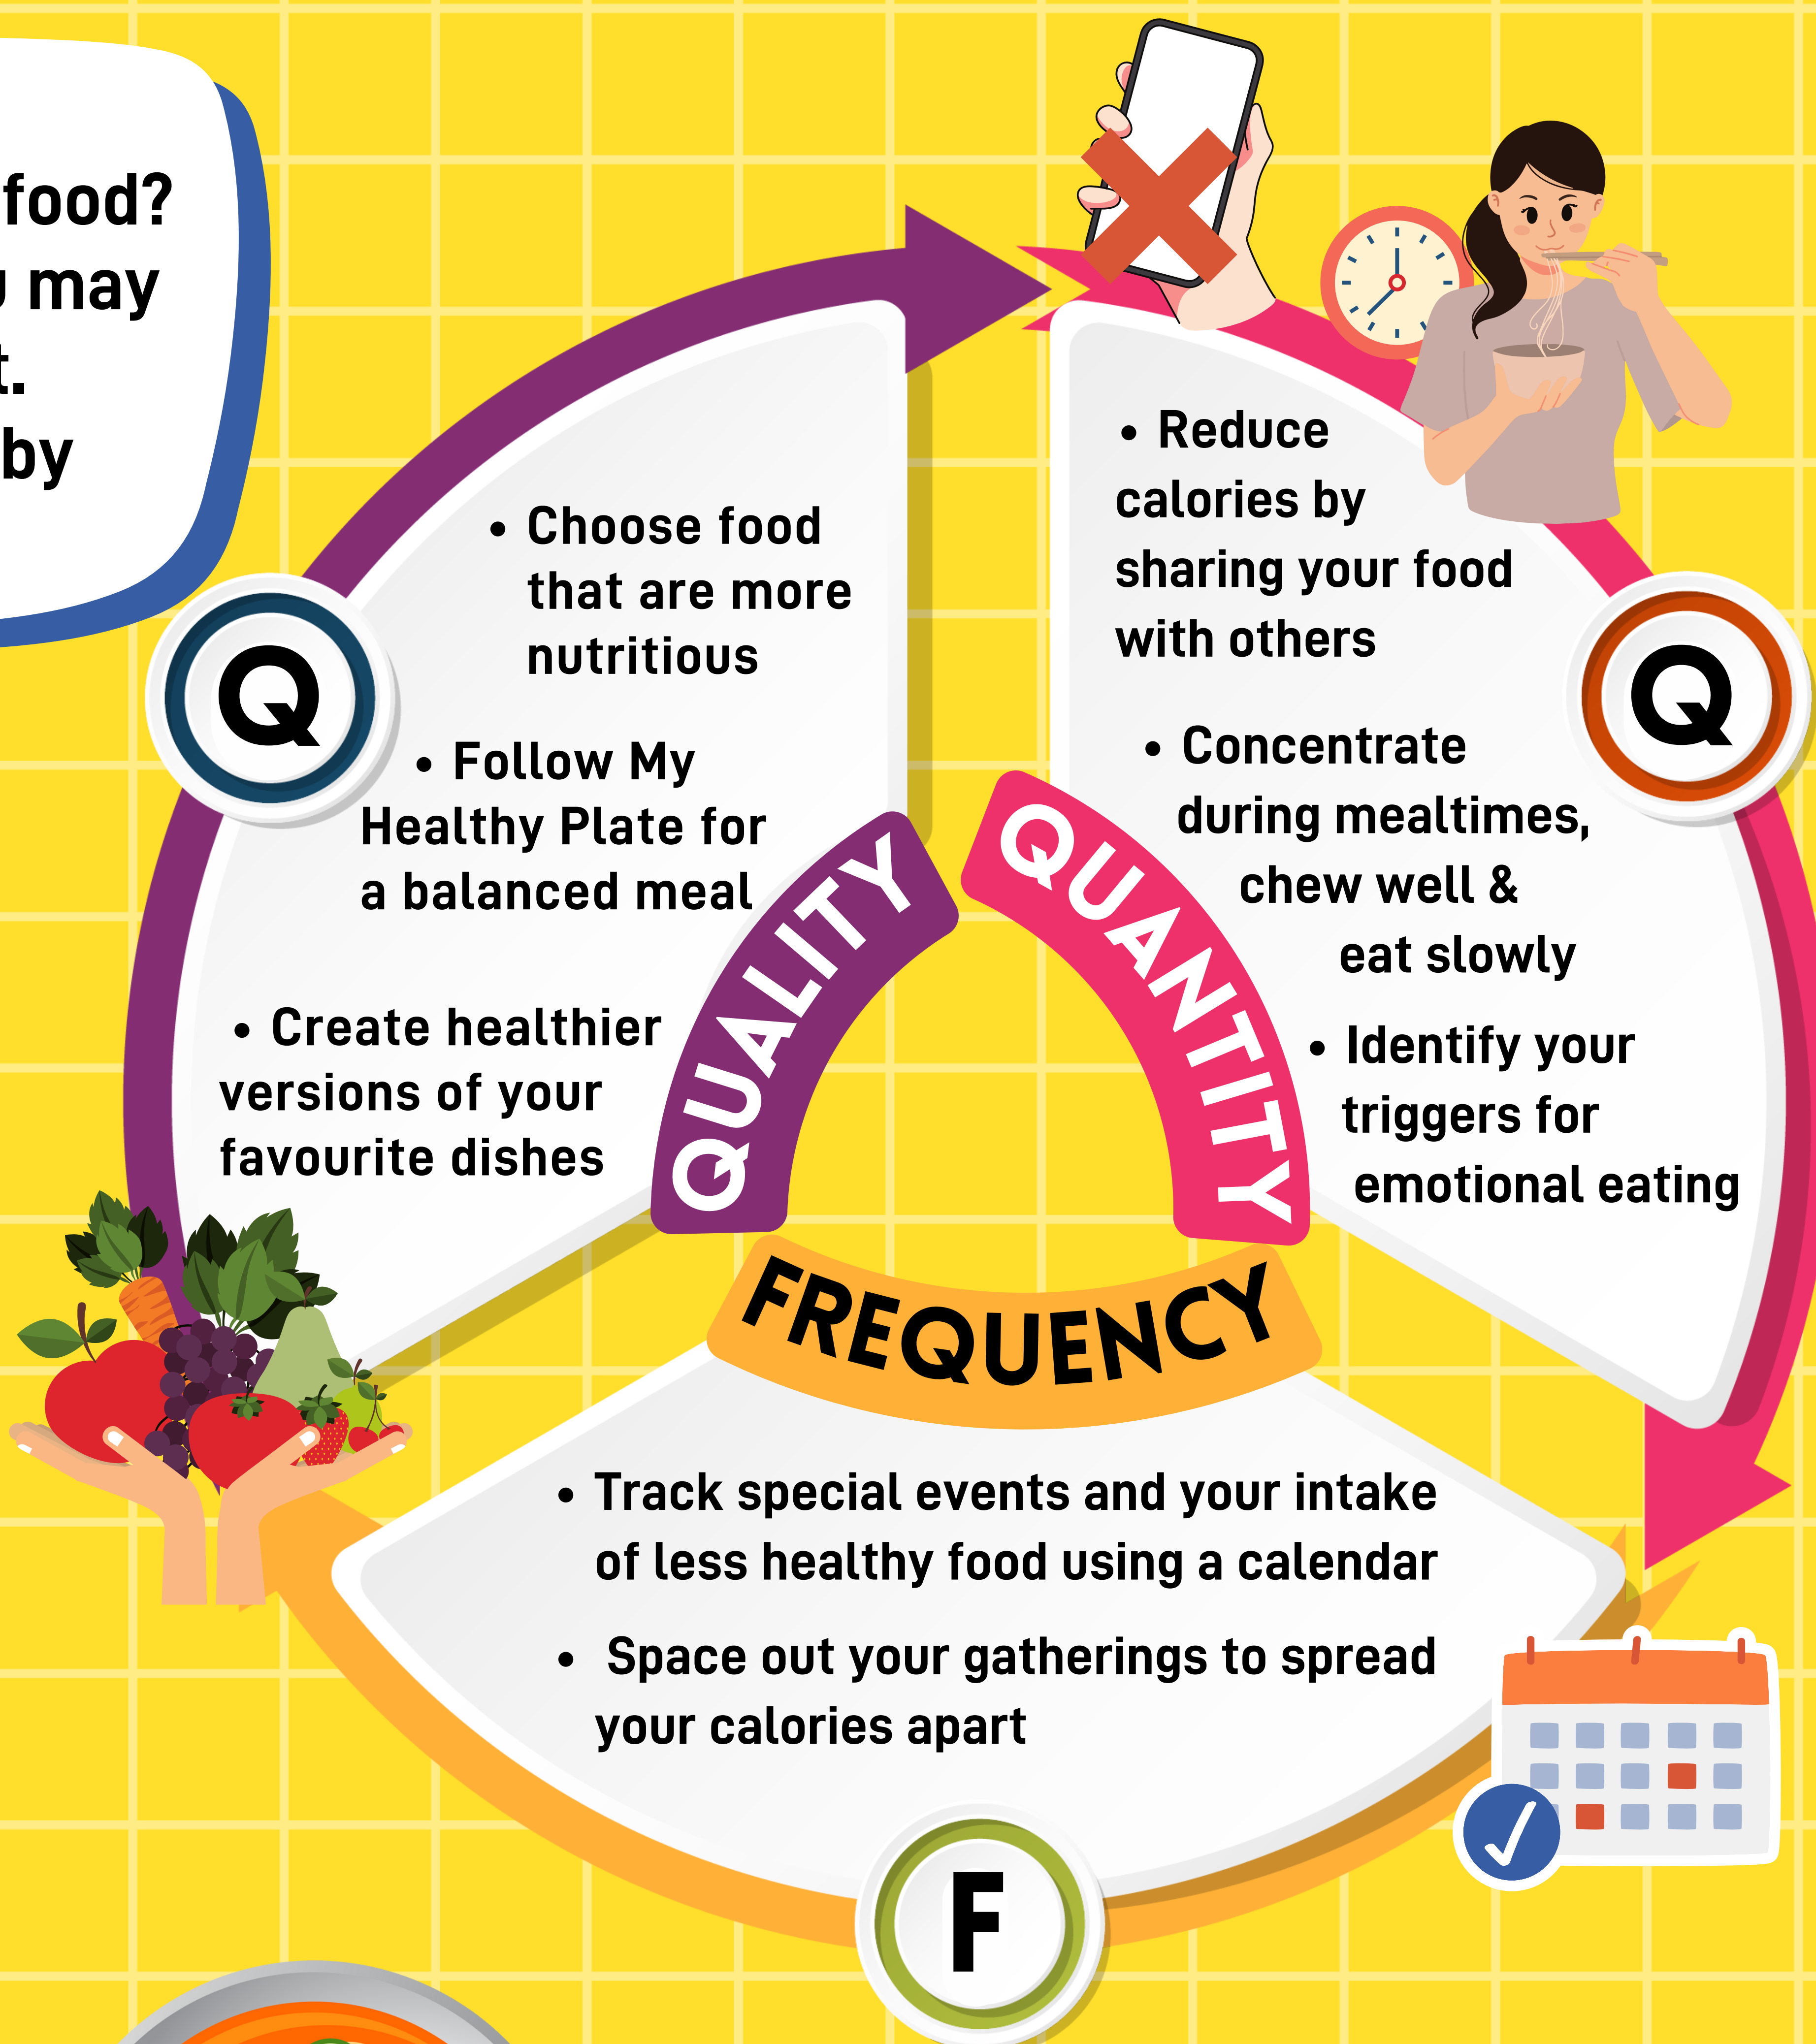 food?
may
t.
by
Q
• Choose food
that are more
nutritious
• Follow My
Healthy Plate for
a balanced meal
• Create healthier
versions of your
favourite dishes
QUALITY
Q
• Reduce
calories by
sharing your food
with others
• Concentrate
during mealtimes,
chew well &
eat slowly
• Identify your
triggers for
emotional eating
QUANTITY
FREQUENCY
• Track special events and your intake
of less healthy food using a calendar
• Space out your gatherings to spread
your calories apart
F